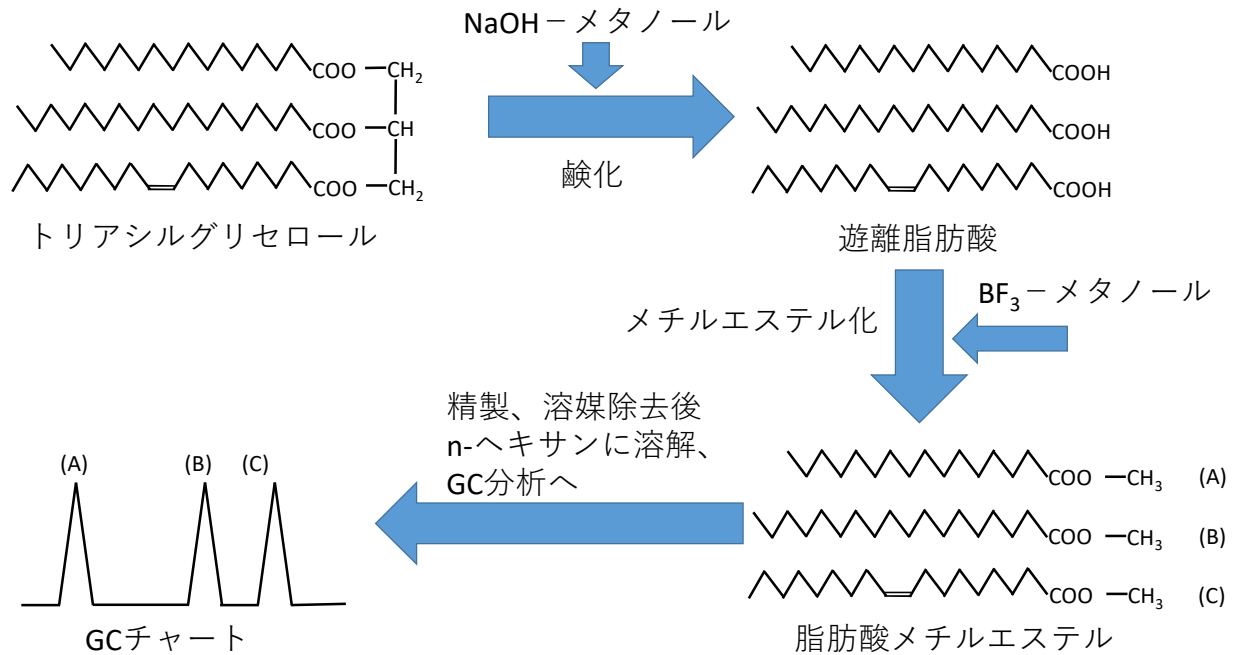 NaOH－メタノール
COO
CH2
COO
CH
COO
CH2
トリアシルグリセロール
鹸化
COOH
COOH
COOH
遊離脂肪酸
メチルエステル化
BF3－メタノール
精製、溶媒除去後
n-ヘキサンに溶解、
GC分析へ
COO
CH3
(A)
COO
CH3
(B)
COO
CH3
(C)
脂肪酸メチルエステル
(A)
(B)
(C)
GCチャート